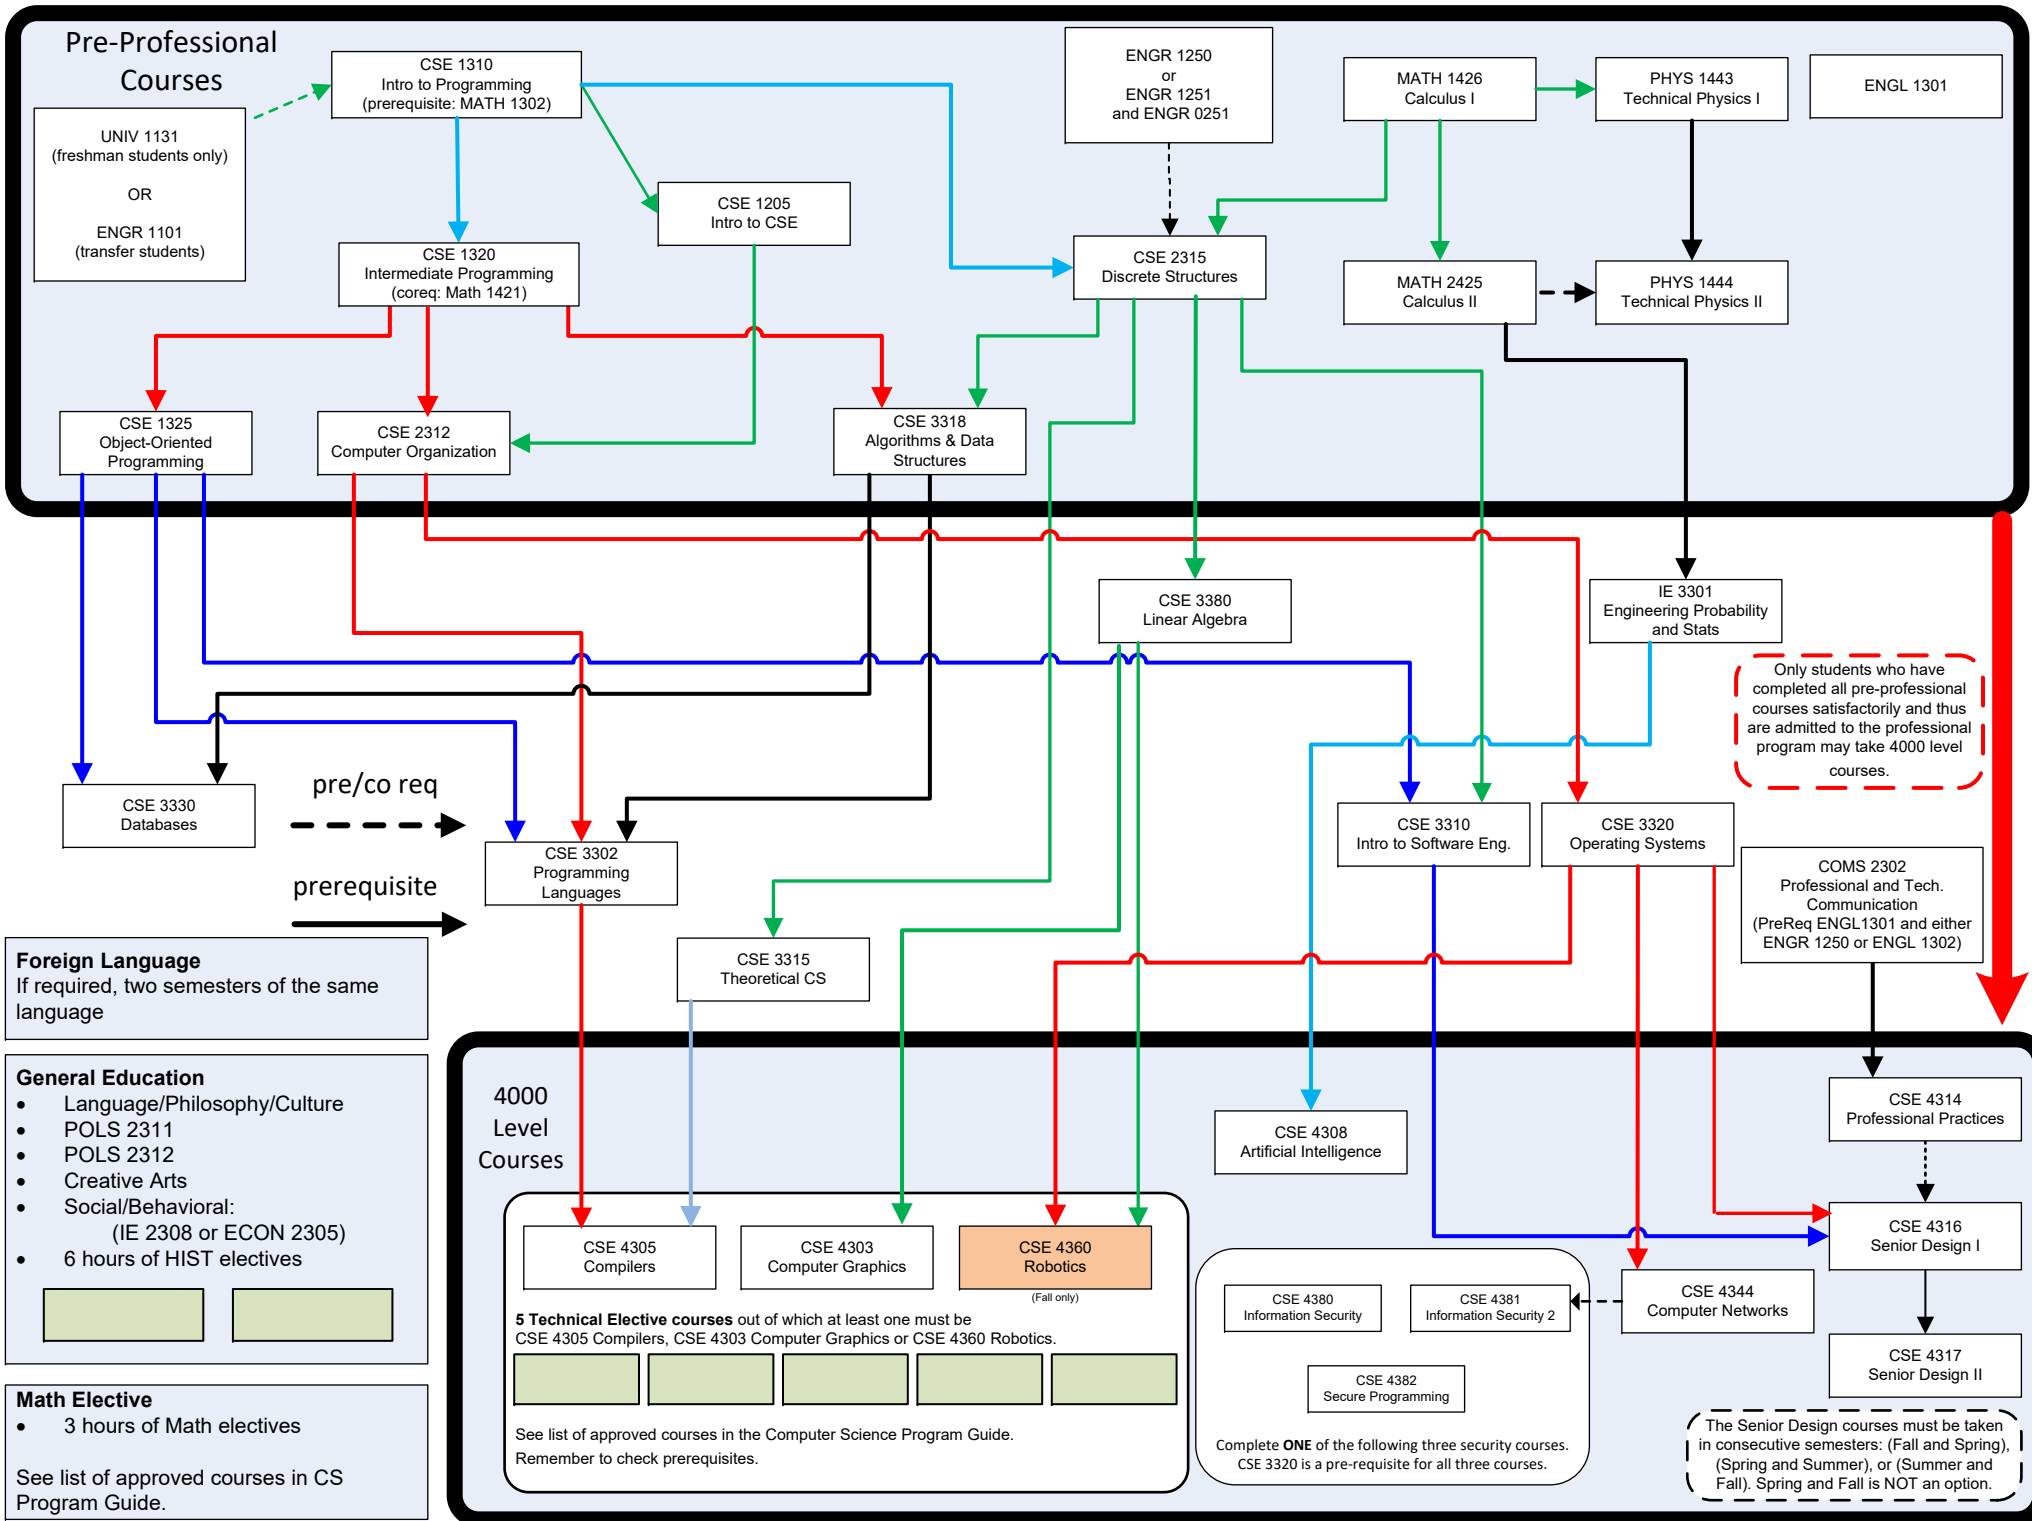 Pre-Professional
Courses
CSE 1310
Intro to Programming
(prerequisite: MATH 1302)
UNIV 1131
(freshman students only)
OR
ENGR 1101
(transfer students)
CSE 1205
Intro to CSE
CSE 1320
Intermediate Programming
(coreq: Math 1421)
ENGR 1250
or
ENGR 1251
and ENGR 0251
MATH 1426
Calculus I
PHYS 1443
Technical Physics I
ENGL 1301
CSE 2315
Discrete Structures
MATH 2425
Calculus II
PHYS 1444
Technical Physics II
CSE 1325
Object-Oriented
Programming
CSE 2312
Computer Organization
CSE 3318
Algorithms & Data
Structures
CSE 3380
Linear Algebra
IE 3301
Engineering Probability
and Stats
Only students who have
completed all pre-professional
courses satisfactorily and thus
are admitted to the professional
program may take 4000 level
courses.
CSE 3330
Databases
pre/co req
prerequisite
CSE 3302
Programming
Languages
CSE 3310
Intro to Software Eng.
CSE 3320
Operating Systems
COMS 2302
Professional and Tech.
Communication
(PreReq ENGL1301 and either
ENGR 1250 or ENGL 1302)
CSE 3315
Theoretical CS
Foreign Language
If required, two semesters of the same
language
General Education
• Language/Philosophy/Culture
• POLS 2311
• POLS 2312
• Creative Arts
• Social/Behavioral:
(IE 2308 or ECON 2305)
• 6 hours of HIST electives
Math Elective
• 3 hours of Math electives
See list of approved courses in CS
Program Guide.
4000
Level
Courses
CSE 4308
Artificial Intelligence
CSE 4314
Professional Practices
CSE 4305
Compilers
CSE 4303
Computer Graphics
CSE 4360
Robotics
(Fall only)
5 Technical Elective courses out of which at least one must be
CSE 4305 Compilers, CSE 4303 Computer Graphics or CSE 4360 Robotics.
See list of approved courses in the Computer Science Program Guide.
Remember to check prerequisites.
CSE 4380
Information Security
CSE 4381
Information Security 2
CSE 4382
Secure Programming
Complete ONE of the following three security courses.
CSE 3320 is a pre-requisite for all three courses.
CSE 4316
Senior Design I
CSE 4344
Computer Networks
CSE 4317
Senior Design II
The Senior Design courses must be taken
in consecutive semesters: (Fall and Spring),
(Spring and Summer), or (Summer and
Fall). Spring and Fall is NOT an option.